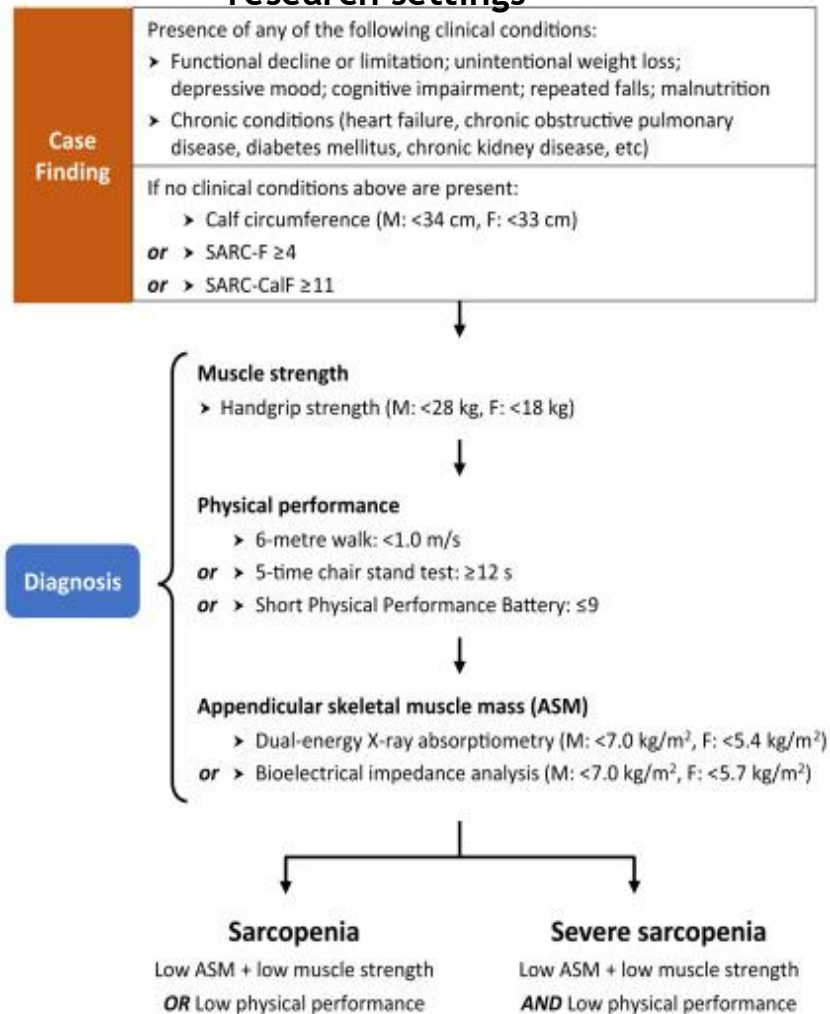 research settings
Case
Finding
Presence of any of the following clinical conditions:
➤ Functional decline or limitation; unintentional weight loss;
depressive mood; cognitive impairment; repeated falls; malnutrition
➤ Chronic conditions (heart failure, chronic obstructive pulmonary
disease, diabetes mellitus, chronic kidney disease, etc)
If no clinical conditions above are present:
➤ Calf circumference (M: <34 cm, F: <33 cm)
or ➤ SARC-F ≥4
or ➤ SARC-CalF ≥11
Diagnosis
Muscle strength
➤ Handgrip strength (M: <28 kg, F: <18 kg)
Physical performance
➤ 6-metre walk: <1.0 m/s
or ➤ 5-time chair stand test: ≥12 s
or ➤ Short Physical Performance Battery: ≤9
Appendicular skeletal muscle mass (ASM)
➤ Dual-energy X-ray absorptiometry (M: <7.0 kg/m², F: <5.4 kg/m²)
or ➤ Bioelectrical impedance analysis (M: <7.0 kg/m², F: <5.7 kg/m²)
Sarcopenia
Low ASM + low muscle strength
OR Low physical performance
Severe sarcopenia
Low ASM + low muscle strength
AND Low physical performance